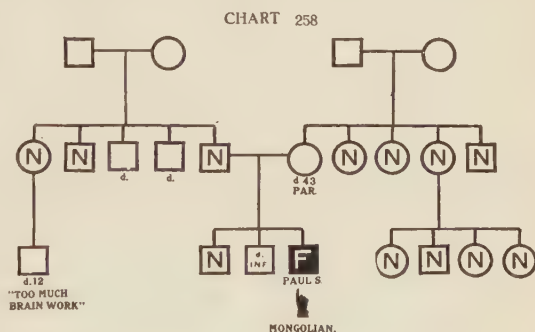 CHART 258
N N d. d. N d 43 N N N N
PAR.
d.12 N d. F N N N N
"TOO MUCH INF PAUL S.
BRAIN WORK"
MONGOLIAN.